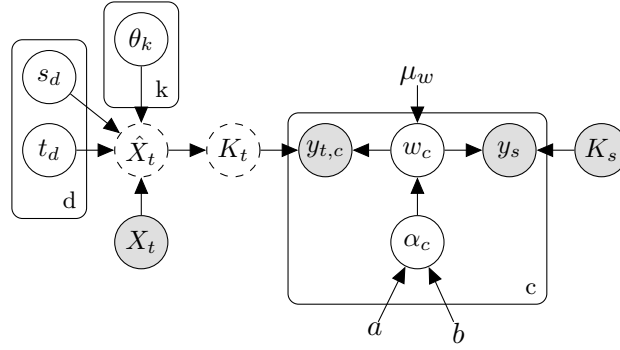 θ_k
k
s_d
t_d
d
X̂_t
K_t
X_t
μ_w
y_{t,c}
w_c
y_s
K_s
α_c
c
a
b